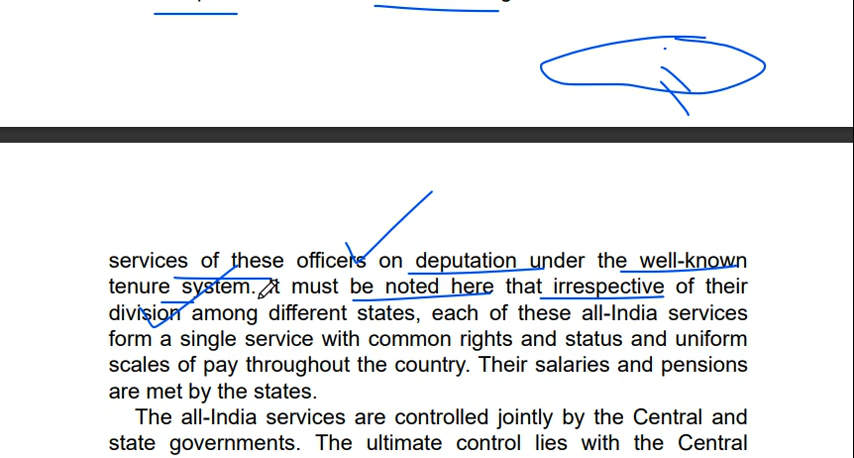 services of these officers on deputation under the well-known
tenure system. It must be noted here that irrespective of their
division among different states, each of these all-India services
form a single service with common rights and status and uniform
scales of pay throughout the country. Their salaries and pensions
are met by the states.
The all-India services are controlled jointly by the Central and
state governments. The ultimate control lies with the Central